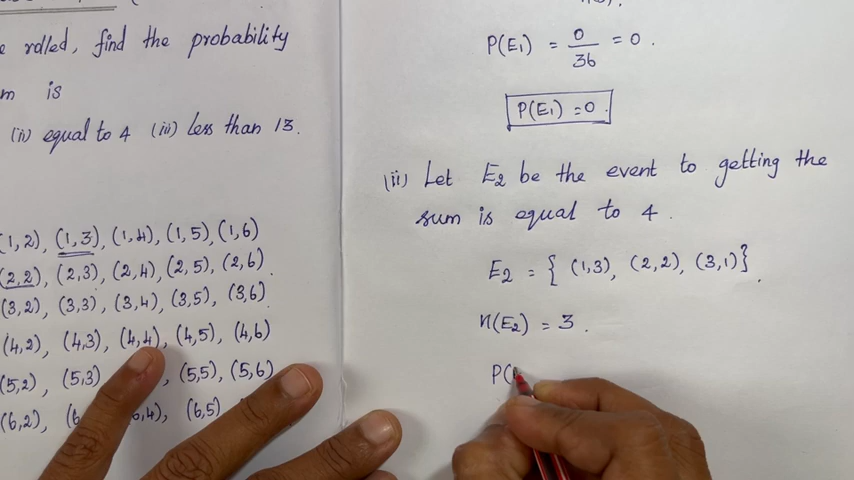 rolled, find the probability
is
(ii) equal to 4 (iii) Less than 13.
(1,2), (1,3), (1,4), (1,5), (1,6)
(2,2), (2,3), (2,4), (2,5), (2,6)
(3,2), (3,3), (3,4), (3,5), (3,6)
(4,2), (4,3), (4,4), (4,5), (4,6)
(5,2), (5,3) (5,5), (5,6)
(6,2), (6,5)
P(E1) = 0/36 = 0.
P(E1) = 0.
(ii) Let E2 be the event to getting the
sum is equal to 4.
E2 = { (1,3), (2,2), (3,1)}.
n(E2) = 3.
P(